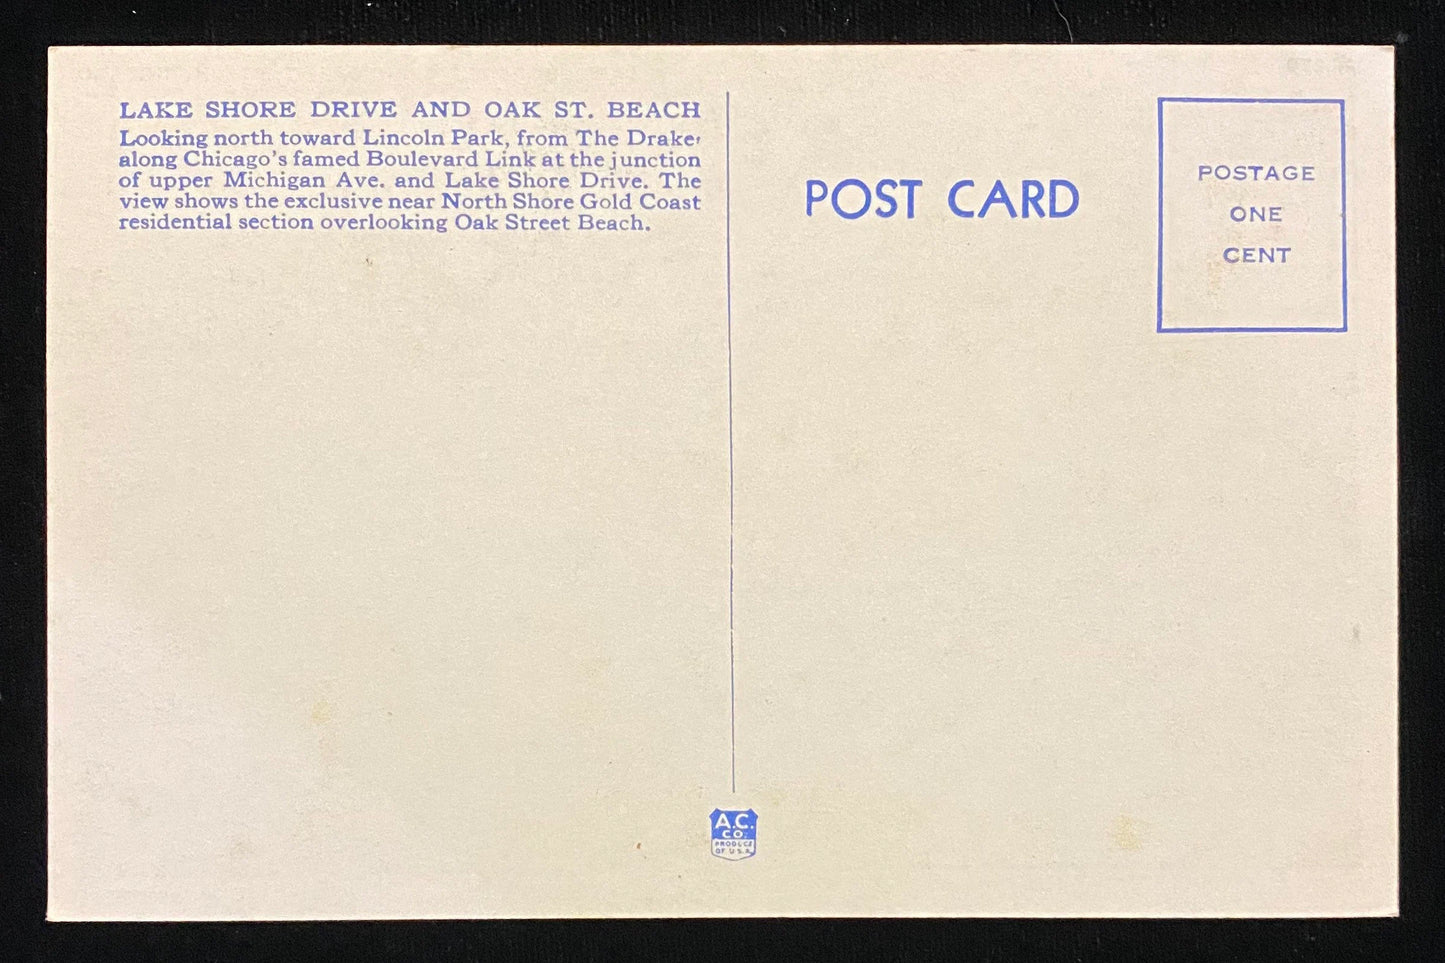 LAKE SHORE DRIVE AND OAK ST. BEACH
Looking north toward Lincoln Park, from The Drake,
along Chicago's famed Boulevard Link at the junction
of upper Michigan Ave. and Lake Shore Drive. The
view shows the exclusive near North Shore Gold Coast
residential section overlooking Oak Street Beach.
POST CARD
POSTAGE
ONE
CENT
A.C.
CO.
PRODUCE
OF U.S.A.